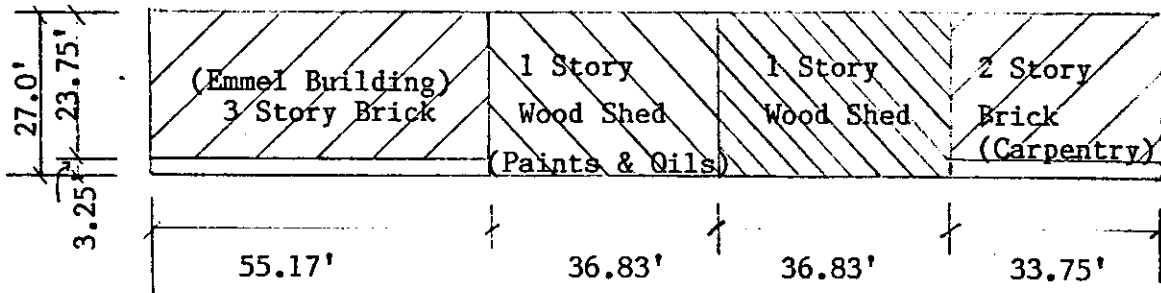 27.0'
23.75'
3.25'
(Emmel Building)
3 Story Brick
1 Story
Wood Shed
(Paints & Oils)
1 Story
Wood Shed
2 Story
Brick
(Carpentry)
55.17'
36.83'
36.83'
33.75'